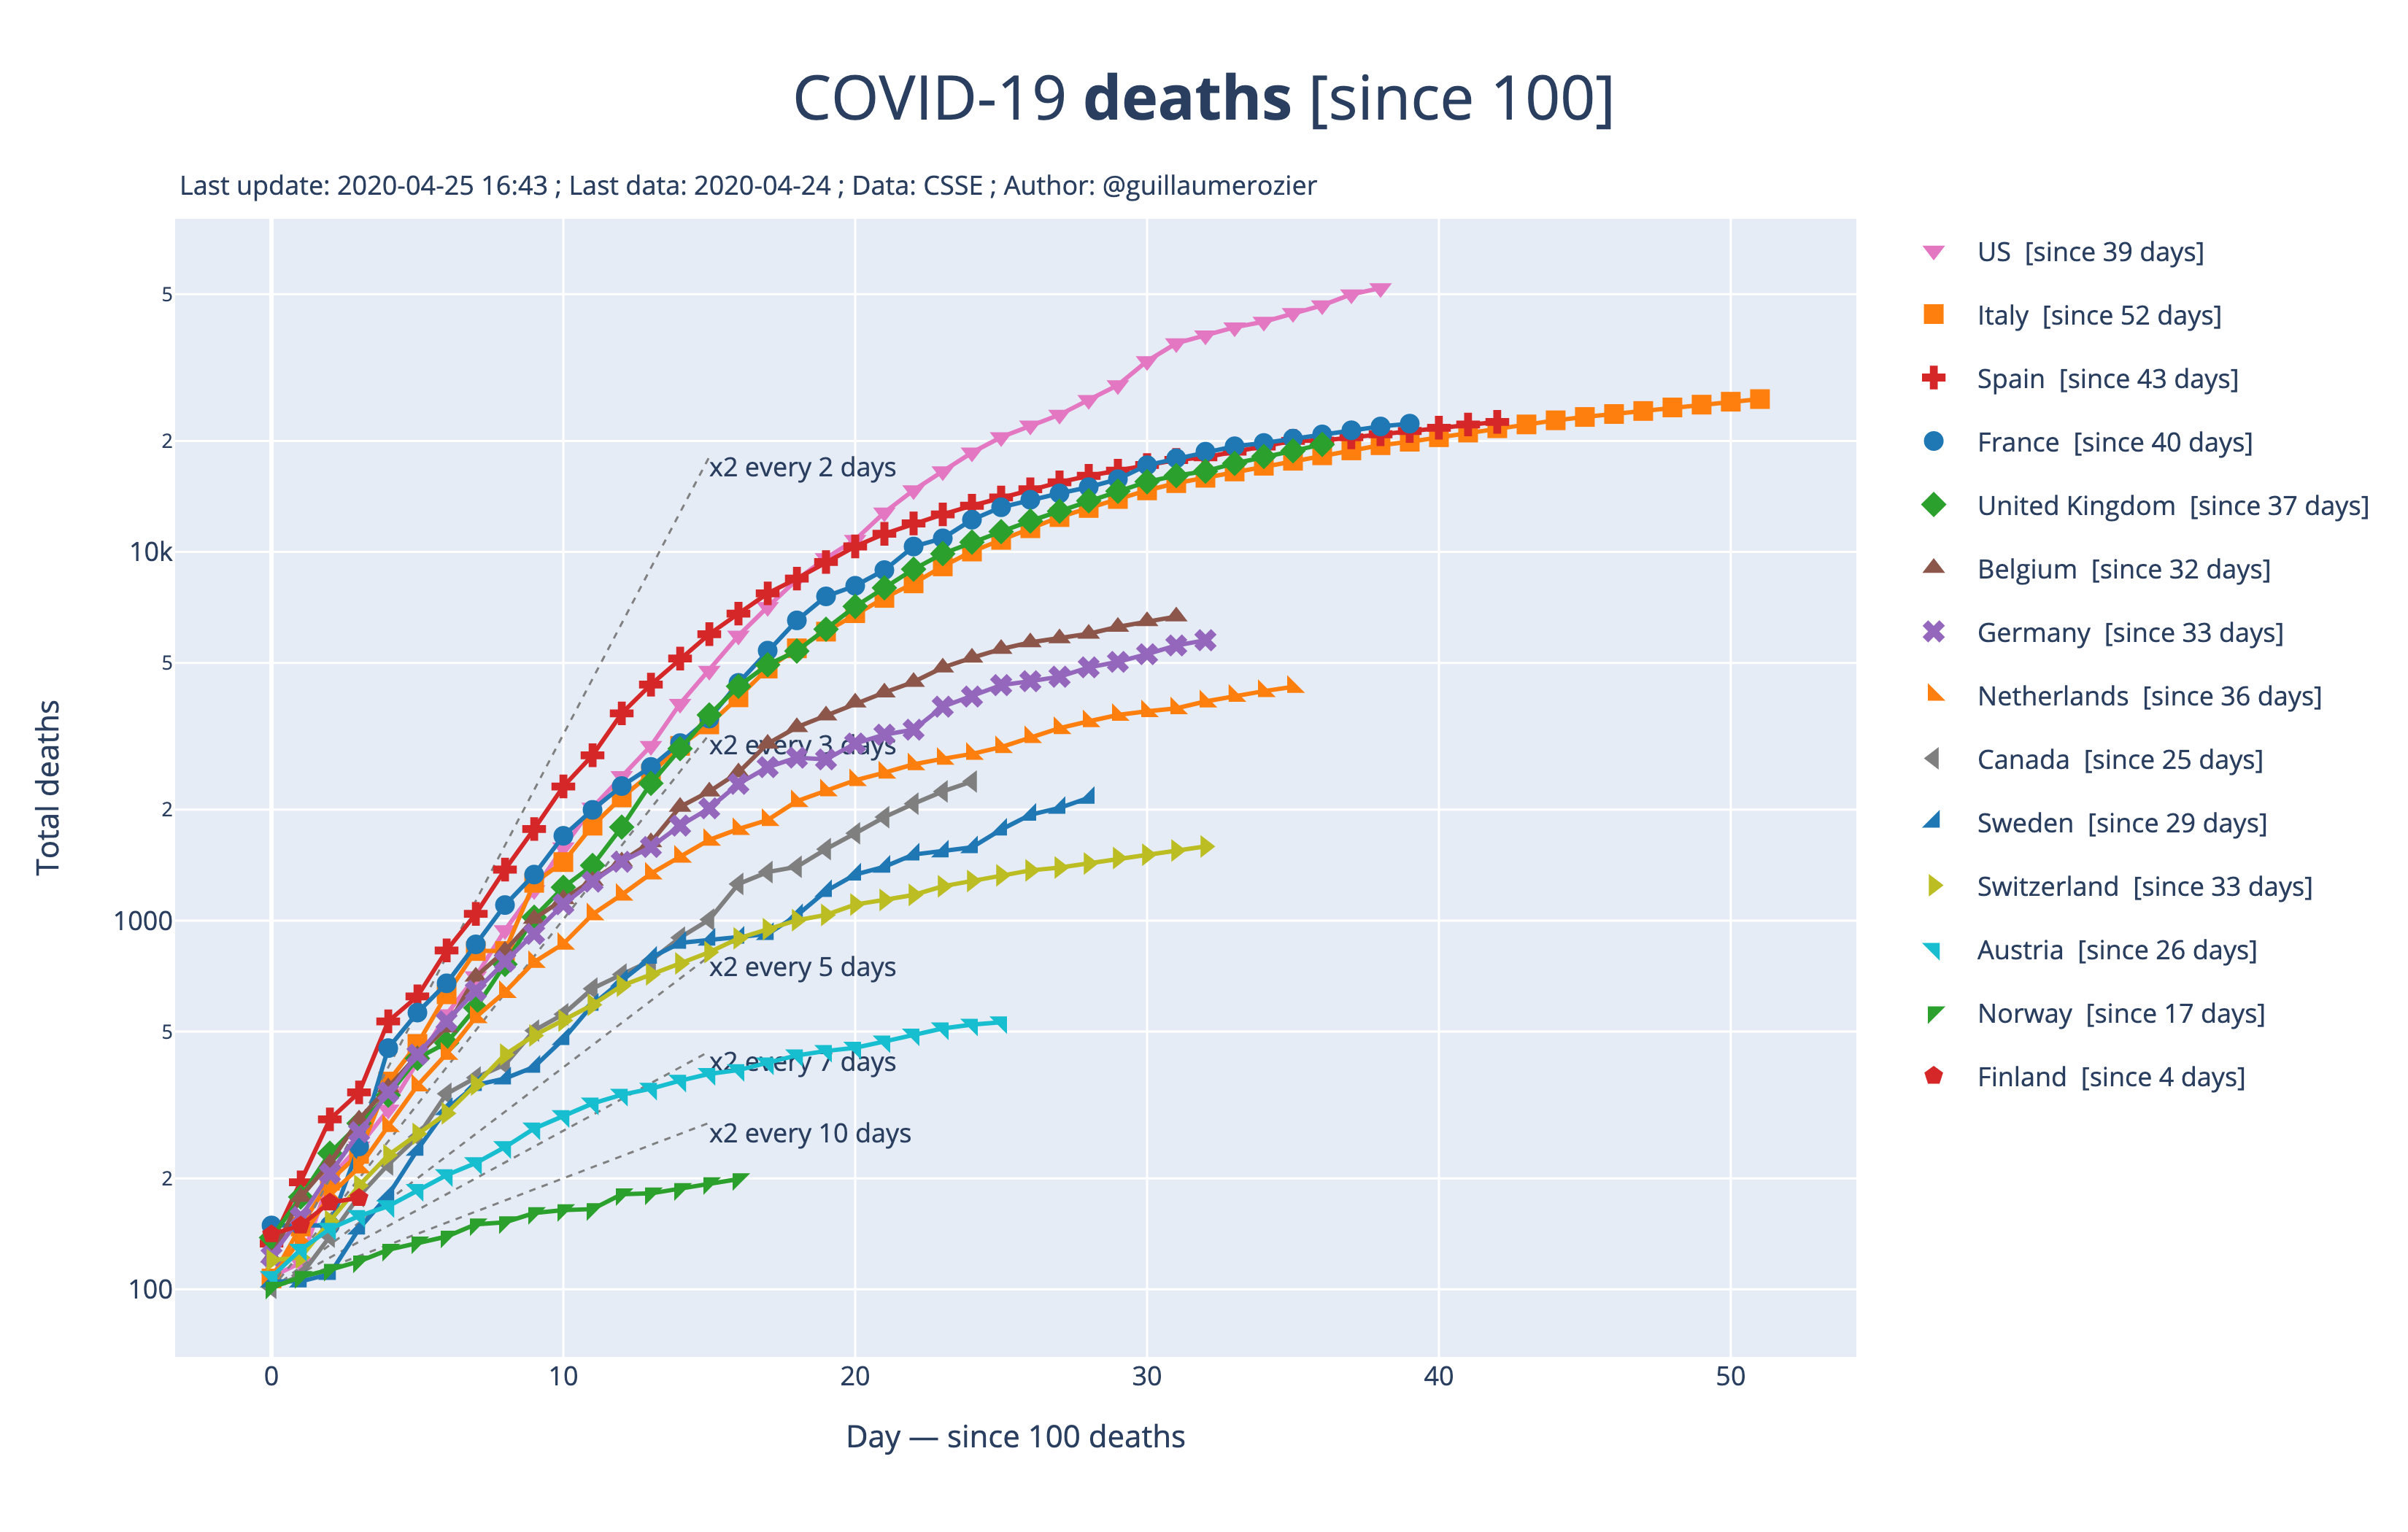 COVID-19 deaths [since 100]
Last update: 2020-04-25 16:43 ; Last data: 2020-04-24 ; Data: CSSE ; Author: @guillaumerozier
Total deaths
5
2
10k
5
2
1000
5
2
100
x2 every 2 days
x2 every 3 days
x2 every 5 days
x2 every 7 days
x2 every 10 days
0 10 20 30 40 50
Day — since 100 deaths
US [since 39 days]
Italy [since 52 days]
Spain [since 43 days]
France [since 40 days]
United Kingdom [since 37 days]
Belgium [since 32 days]
Germany [since 33 days]
Netherlands [since 36 days]
Canada [since 25 days]
Sweden [since 29 days]
Switzerland [since 33 days]
Austria [since 26 days]
Norway [since 17 days]
Finland [since 4 days]